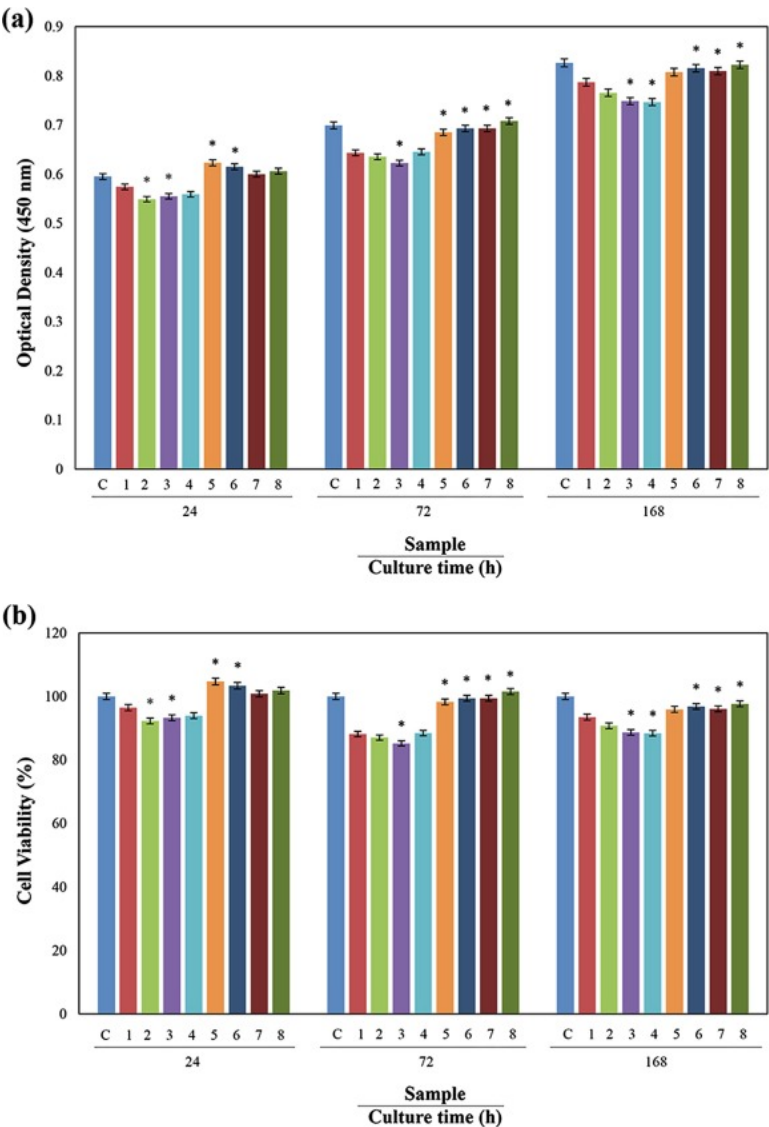 (a)
Optical Density (450 nm)
0.9
0.8
0.7
0.6
0.5
0.4
0.3
0.2
0.1
0
* * * *
* * * * *
* * * * *
C 1 2 3 4 5 6 7 8 C 1 2 3 4 5 6 7 8 C 1 2 3 4 5 6 7 8
24 72 168
Sample
Culture time (h)
(b)
Cell Viability (%)
120
100
80
60
40
20
0
* * * *
* * * * *
* * * * *
C 1 2 3 4 5 6 7 8 C 1 2 3 4 5 6 7 8 C 1 2 3 4 5 6 7 8
24 72 168
Sample
Culture time (h)